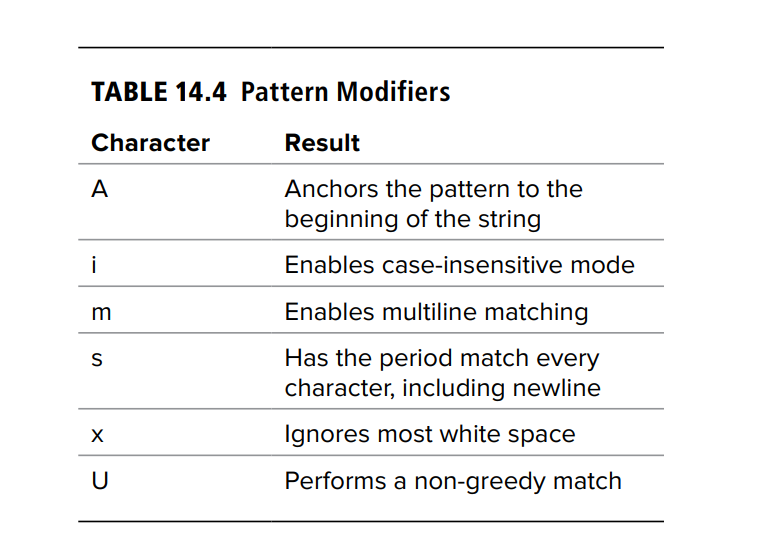 TABLE 14.4 Pattern Modifiers
Character Result
A Anchors the pattern to the
beginning of the string
i Enables case-insensitive mode
m Enables multiline matching
s Has the period match every
character, including newline
x Ignores most white space
U Performs a non-greedy match